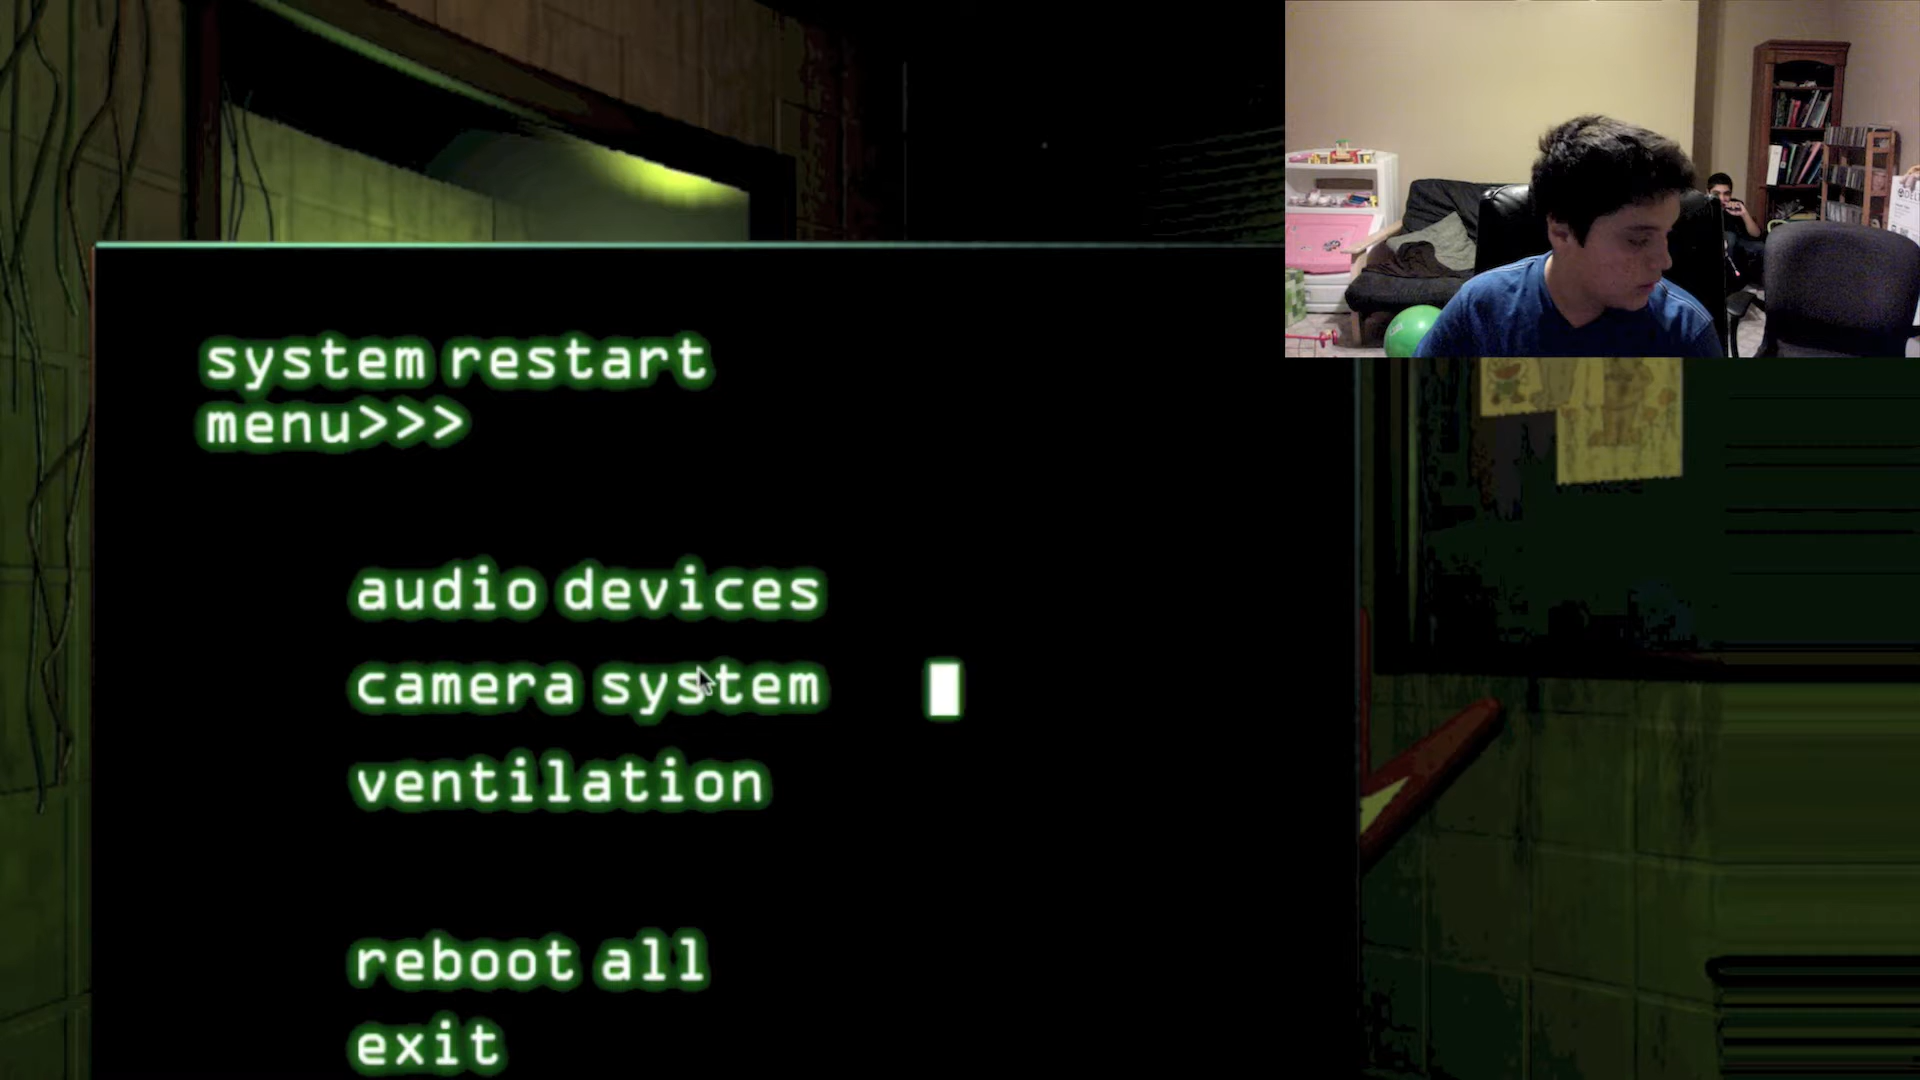 system restart
menu>>>
audio devices
camera system
ventilation
reboot all
exit